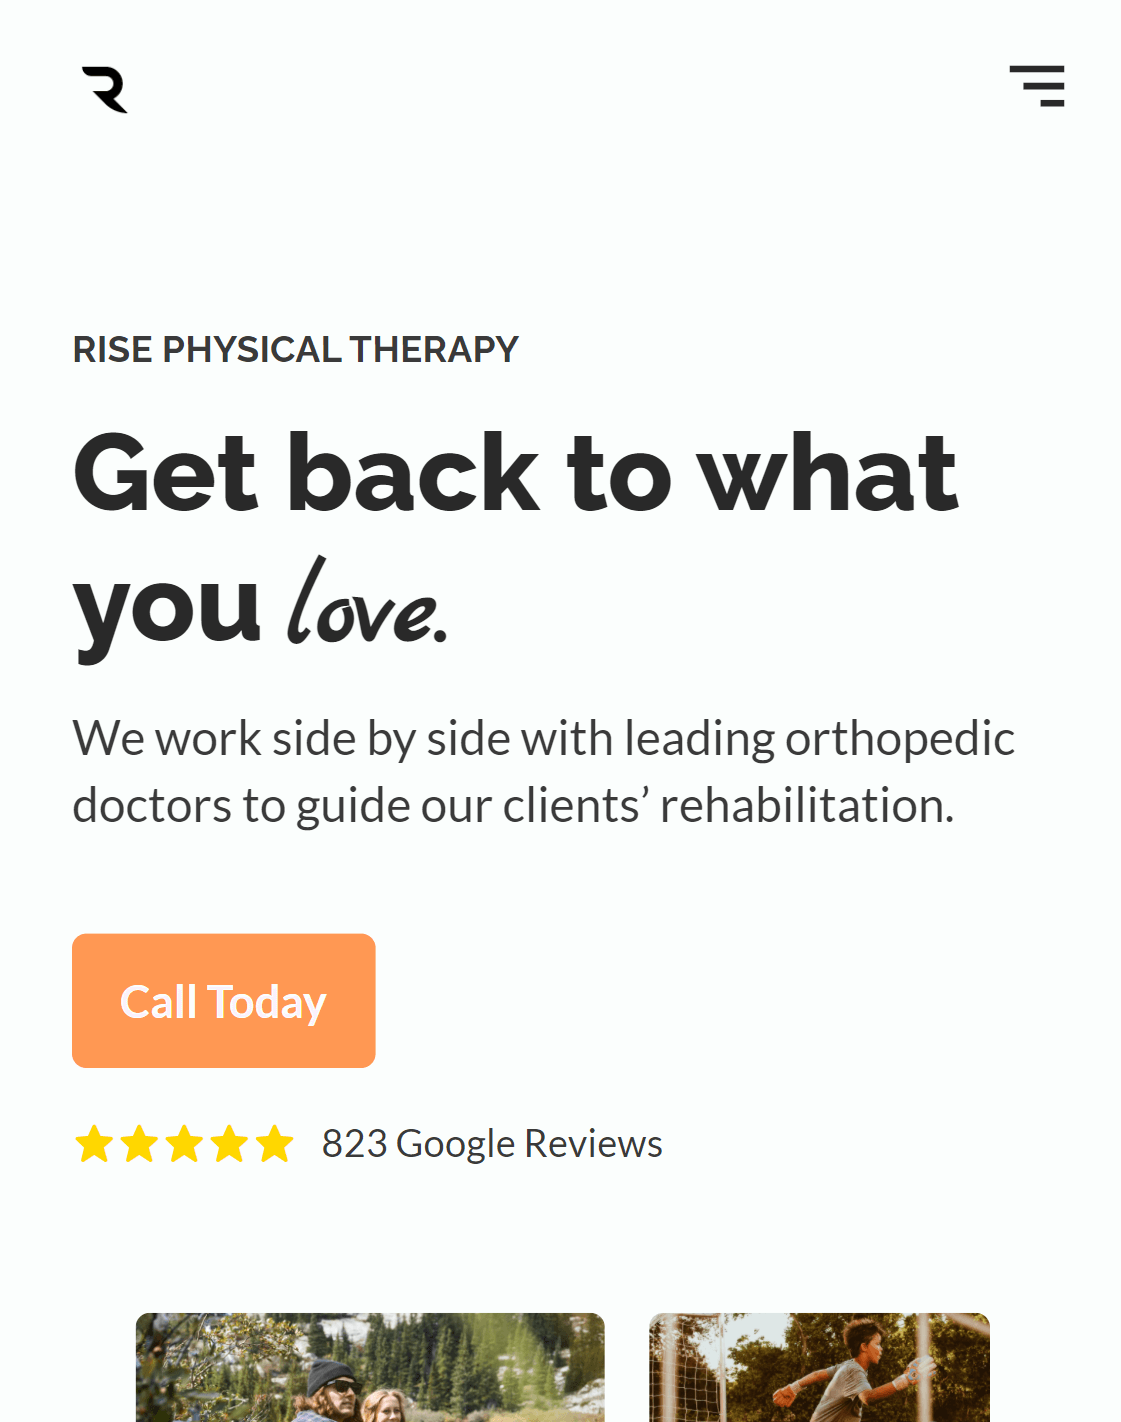 RISE PHYSICAL THERAPY
Get back to what
you love.
We work side by side with leading orthopedic
doctors to guide our clients’ rehabilitation.
Call Today
823 Google Reviews